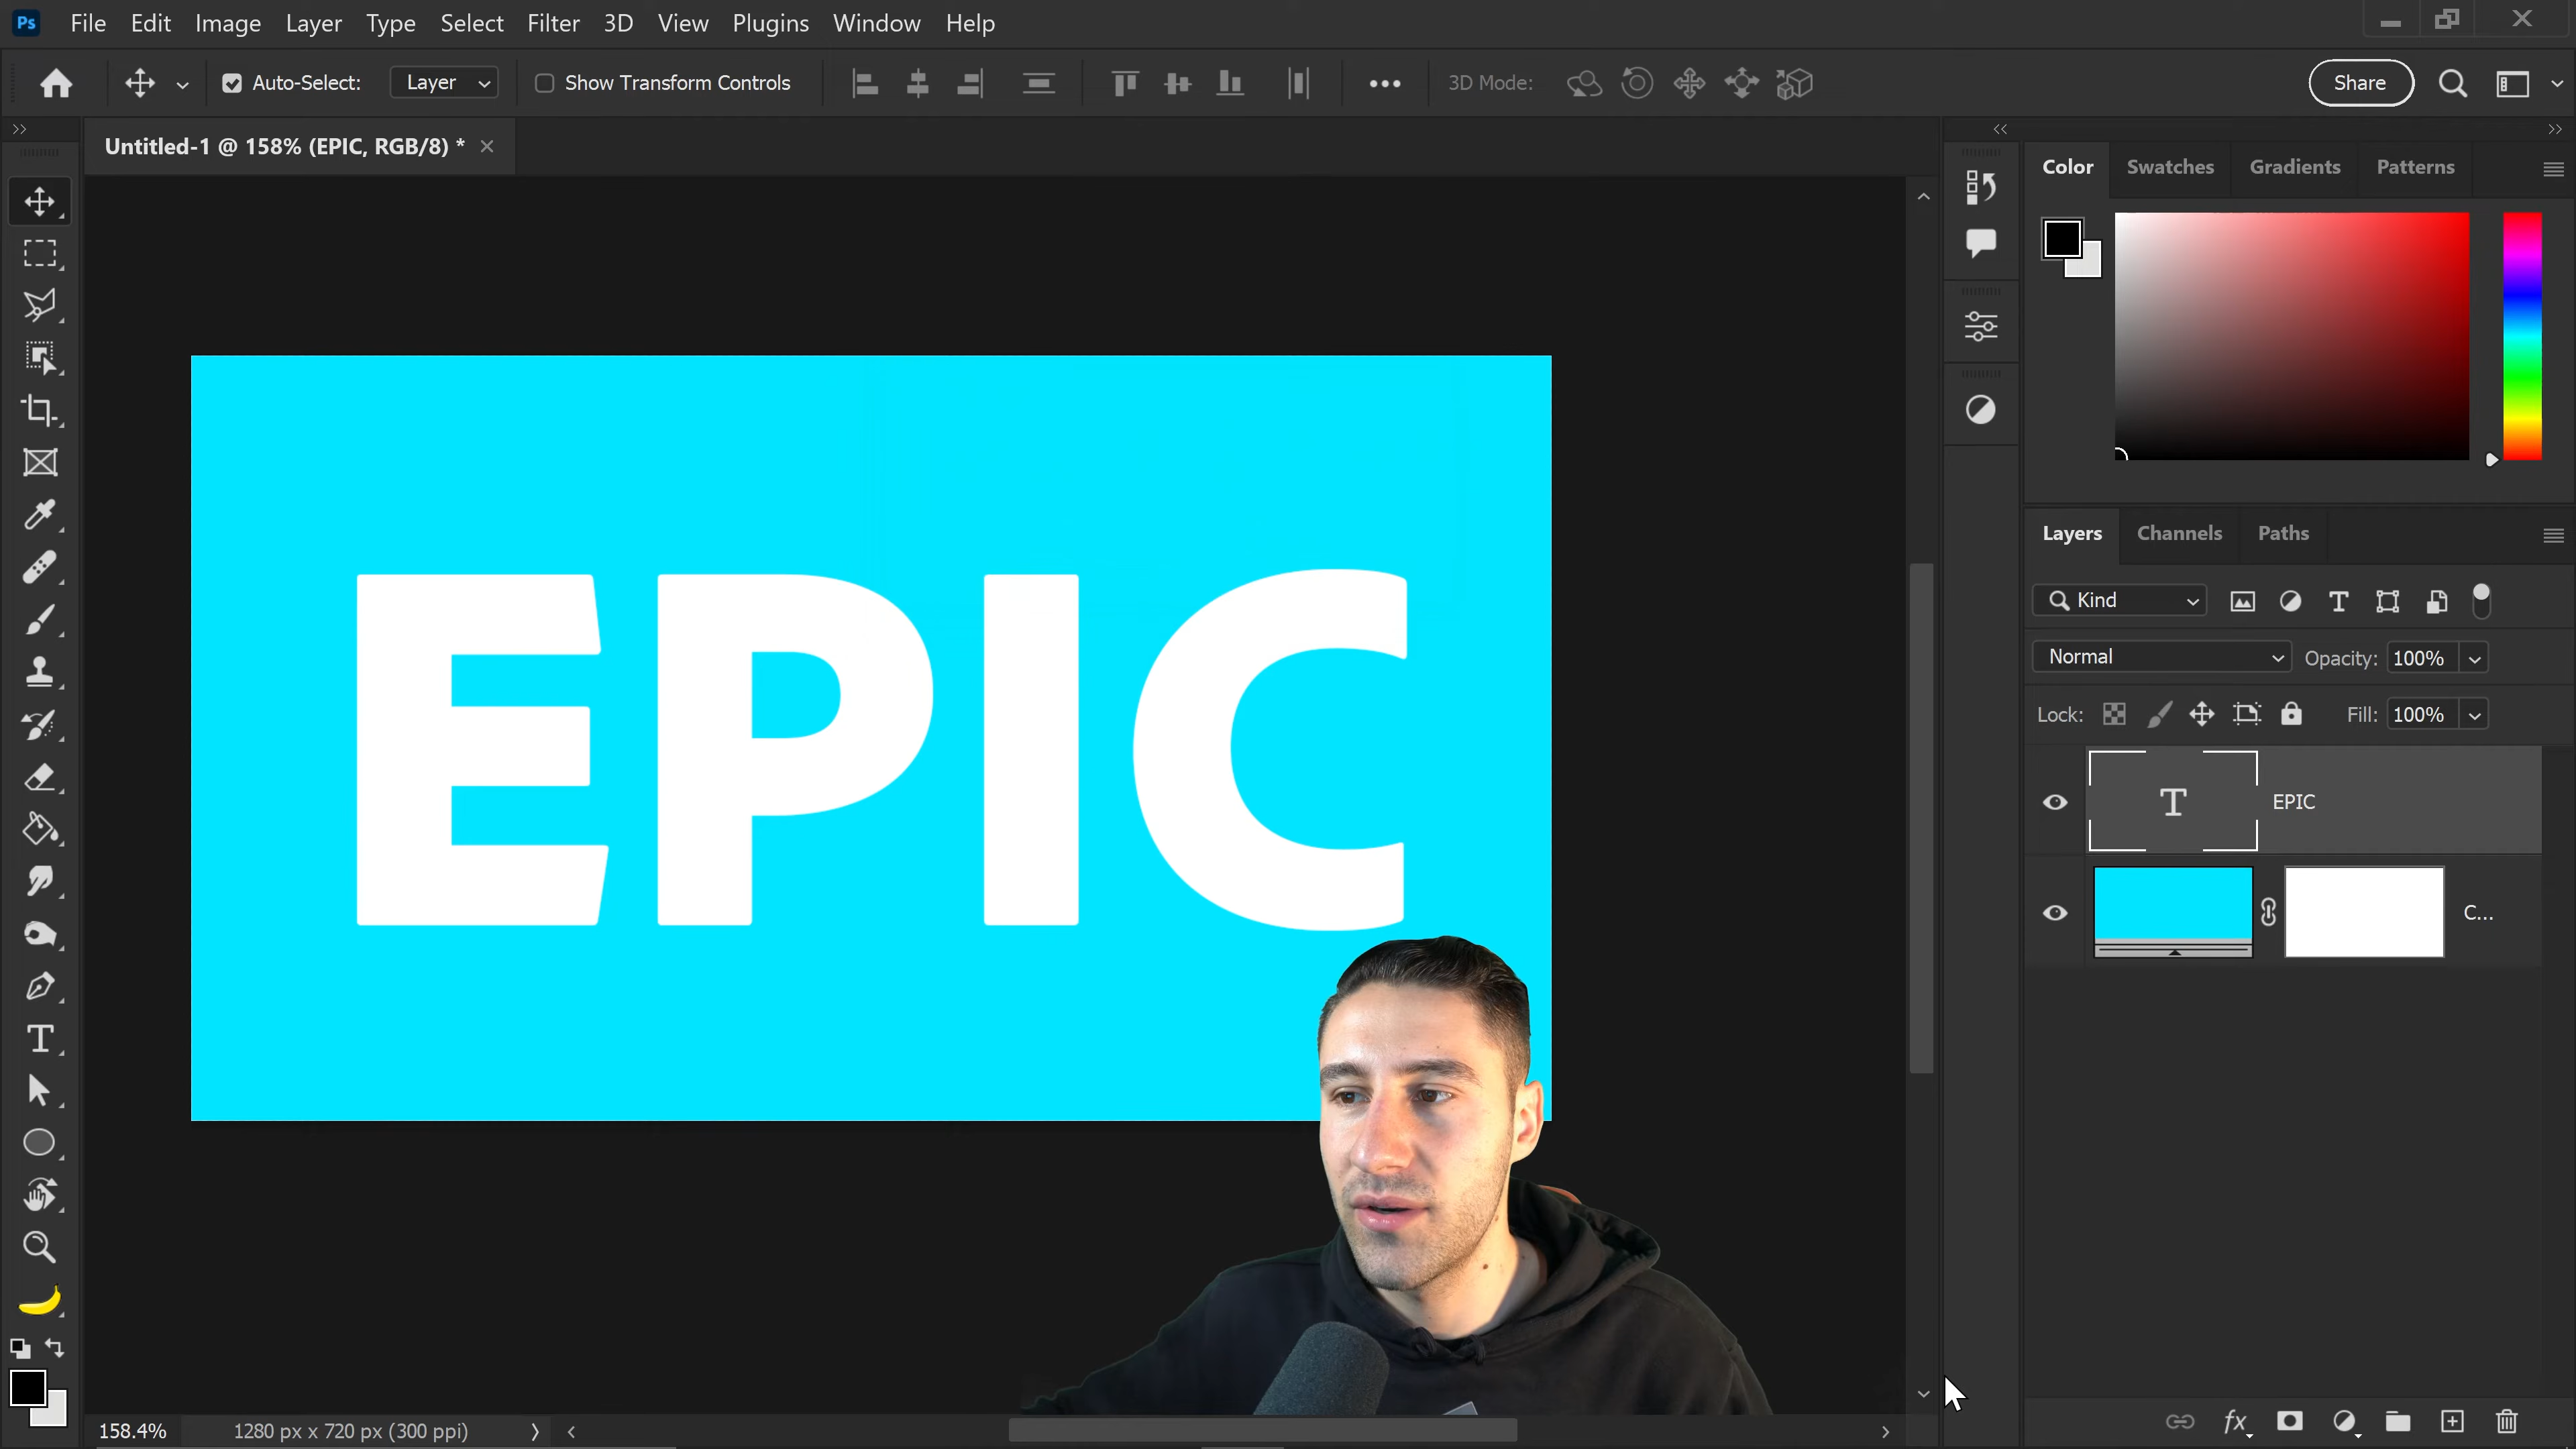 Ps File Edit Image Layer Type Select Filter 3D View Plugins Window Help
Auto-Select: Layer Show Transform Controls ••• 3D Mode: Share
Untitled-1 @ 158% (EPIC, RGB/8) * ×
Color Swatches Gradients Patterns
EPIC
Layers Channels Paths
Kind
Normal Opacity: 100%
Lock: Fill: 100%
T EPIC
C...
158.4% 1280 px x 720 px (300 ppi)
fx